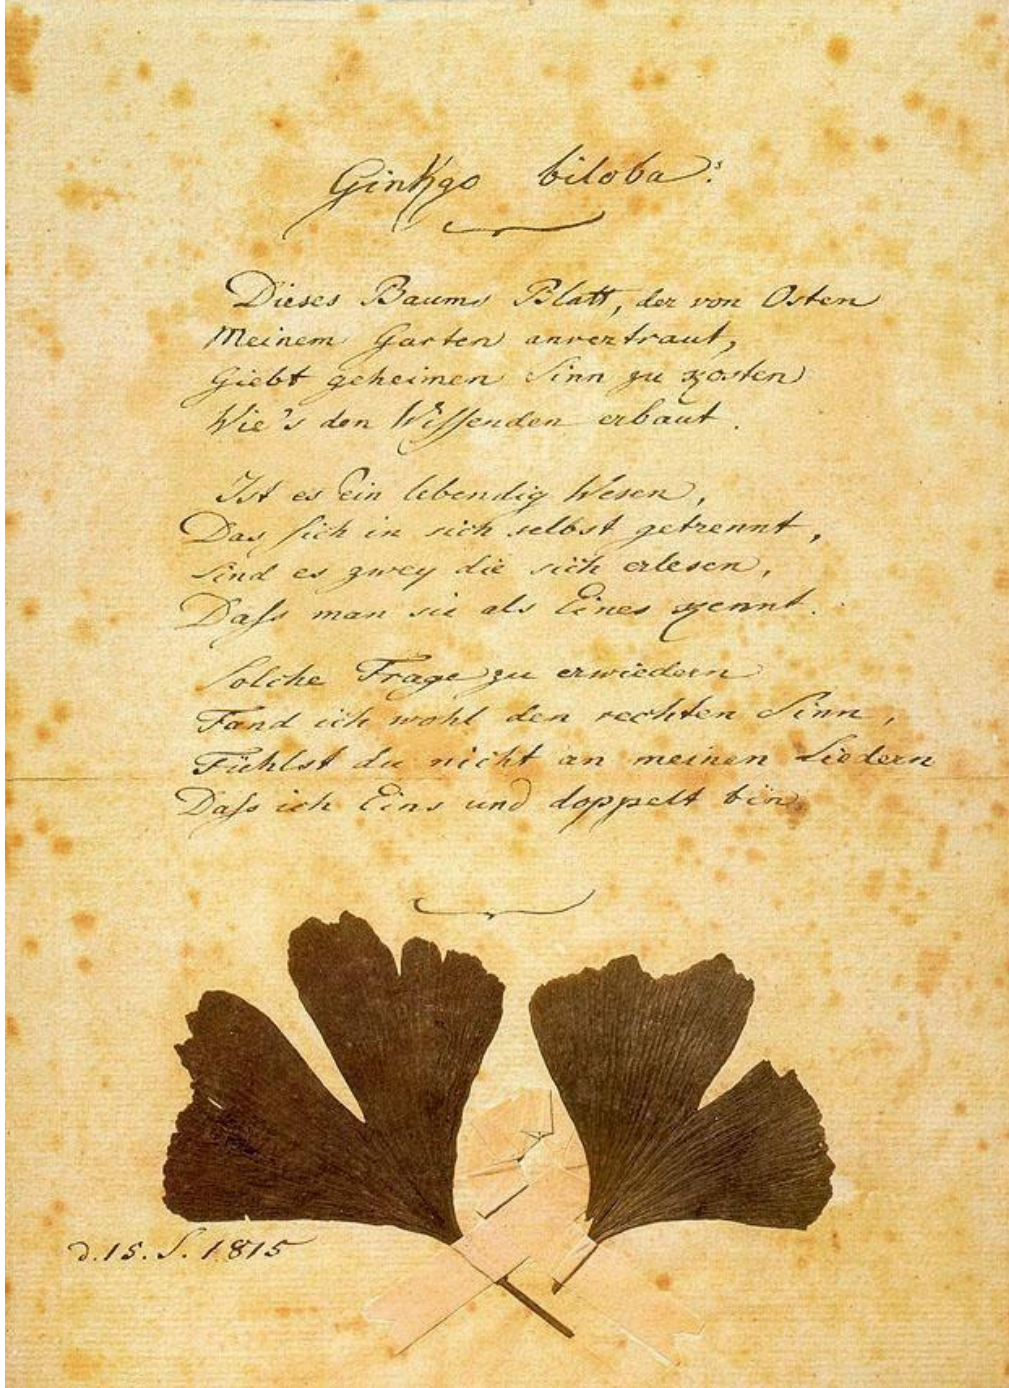 Ginkgo biloba.
Dieses Baums Blatt, der von Osten
Meinem Garten anvertraut,
Giebt geheimen Sinn zu kosten
Wie's den Wissenden erbaut.
Ist es Ein lebendig Wesen,
Das sich in sich selbst getrennt,
Sind es zwey die sich erlesen,
Daß man sie als Eines kennt.
Solche Frage zu erwiedern
Fand ich wohl den rechten Sinn,
Fühlst du nicht an meinen Liedern
Daß ich Eins und doppelt bin.
d. 15. S. 1815